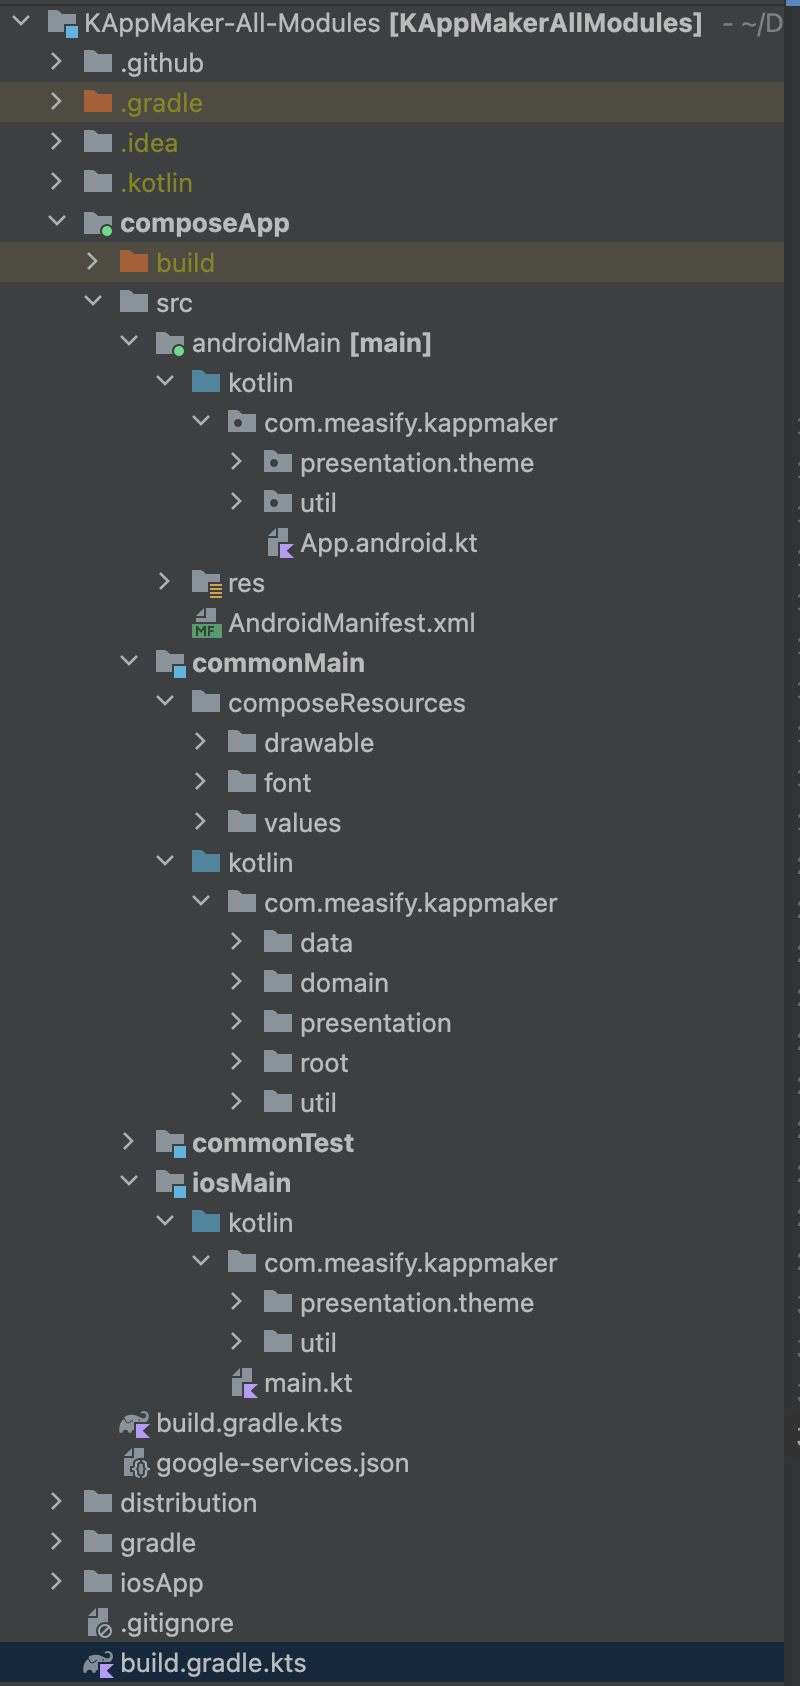 KAppMaker-All-Modules [KAppMakerAllModules] - ~/D
.github
.gradle
.idea
.kotlin
composeApp
build
src
androidMain [main]
kotlin
com.measify.kappmaker
presentation.theme
util
App.android.kt
res
MF AndroidManifest.xml
commonMain
composeResources
drawable
font
values
kotlin
com.measify.kappmaker
data
domain
presentation
root
util
commonTest
iosMain
kotlin
com.measify.kappmaker
presentation.theme
util
main.kt
build.gradle.kts
google-services.json
distribution
gradle
iosApp
.gitignore
build.gradle.kts